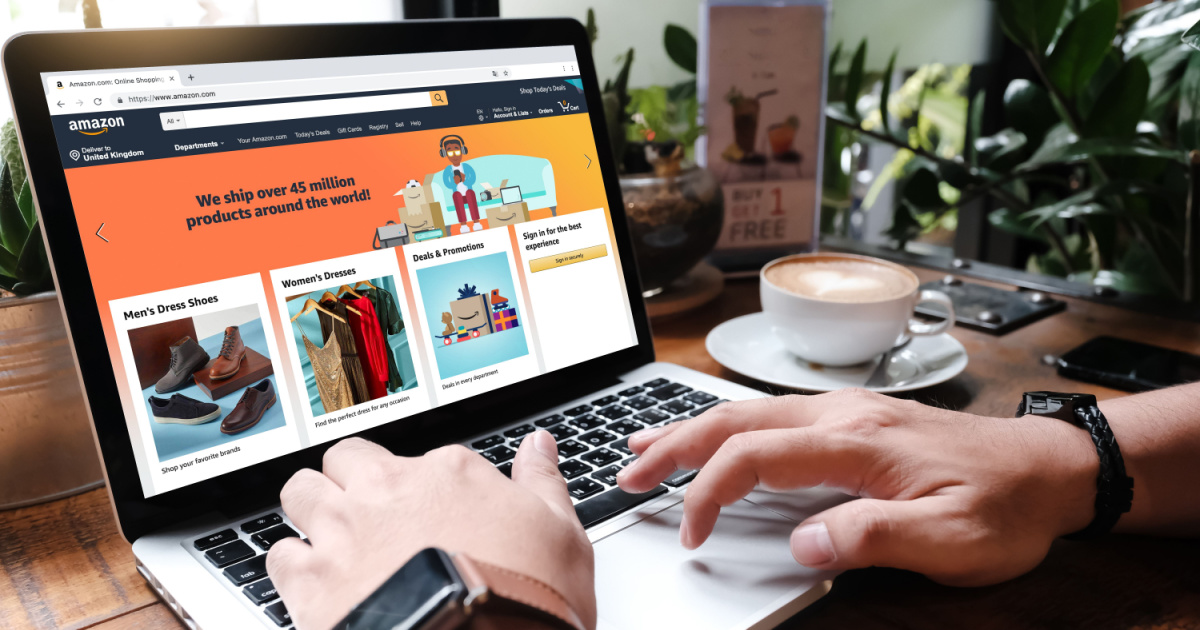 Amazon.com: Online Shopping
https://www.amazon.com
Shop Today's Deals
amazon
All
EN
Hello, Sign in
Account & Lists
Orders
0
Cart
Deliver to
United Kingdom
Departments
Your Amazon.com
Today's Deals
Gift Cards
Registry
Sell
Help
We ship over 45 million
products around the world!
Men's Dress Shoes
Shop your favorite brands
Women's Dresses
Find the perfect dress for any occasion
Deals & Promotions
Deals in every department
Sign in for the best
experience
Sign in securely
BUY 1
GET
FREE
tab